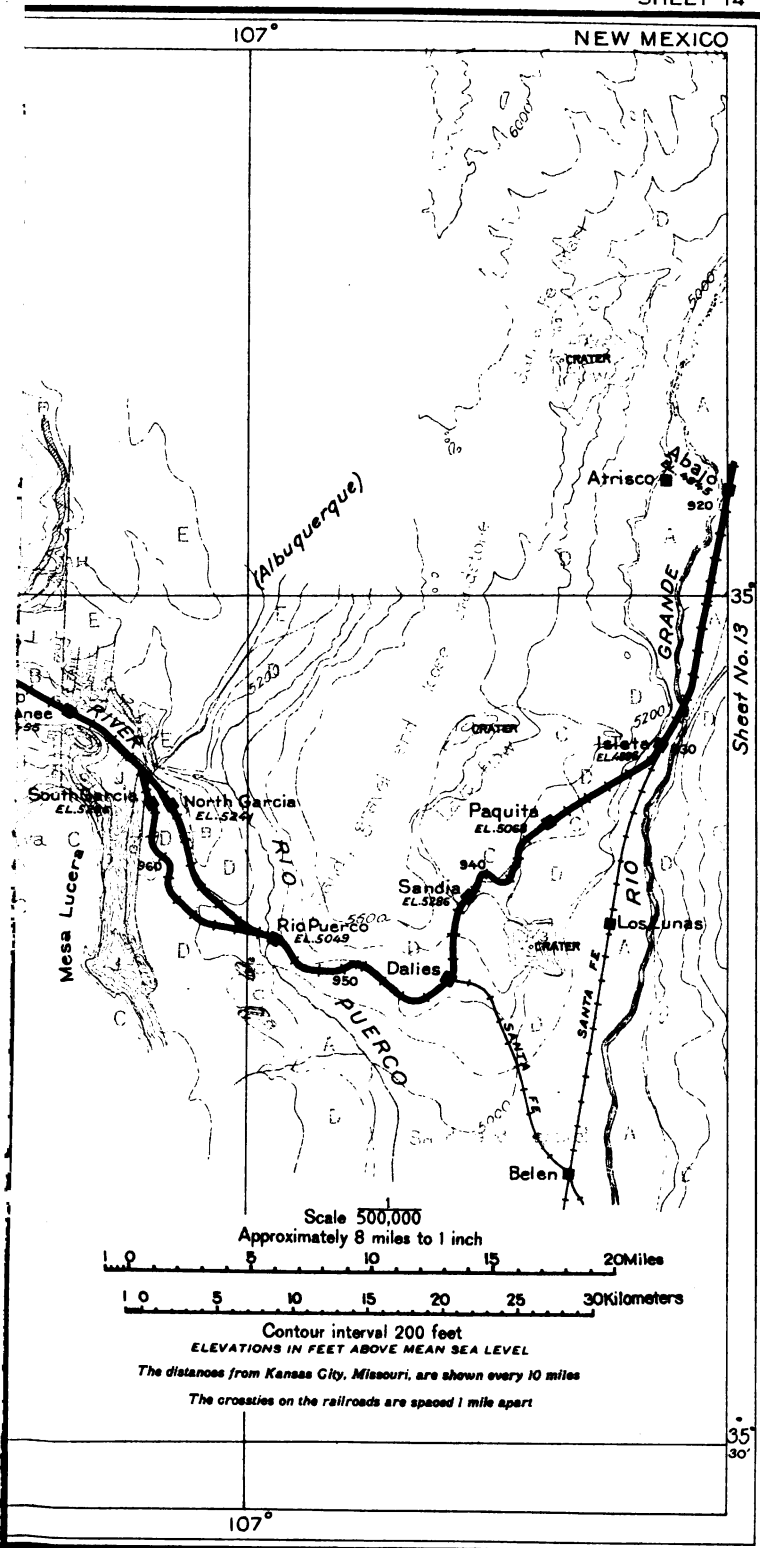 SHEET 14
107°
NEW MEXICO
6000
D
5000
CRATER
A
Abajo
Atrisco
920
A
E
(Albuquerque)
H
E
35°
GRANDE
Sheet No. 13
5200
D
5200
RIVER
CRATER
C
Isleta
South Garcia
North Garcia
EL.5241
Paquita
EL.5068
C
D
D
960
RIO
940
Sandia
EL.5286
RIO
Mesa Lucera
Rio Puerco
EL.5049
5500
Los Lunas
CRATER
Dalies
950
SANTA FE
PUERCO
SANTA FE
C
A
D
5000
A
Belen
Scale 1/500,000
Approximately 8 miles to 1 inch
1 0 5 10 15 20 Miles
1 0 5 10 15 20 25 30 Kilometers
Contour interval 200 feet
ELEVATIONS IN FEET ABOVE MEAN SEA LEVEL
The distances from Kansas City, Missouri, are shown every 10 miles
The crossties on the railroads are spaced 1 mile apart
35°
30'
107°